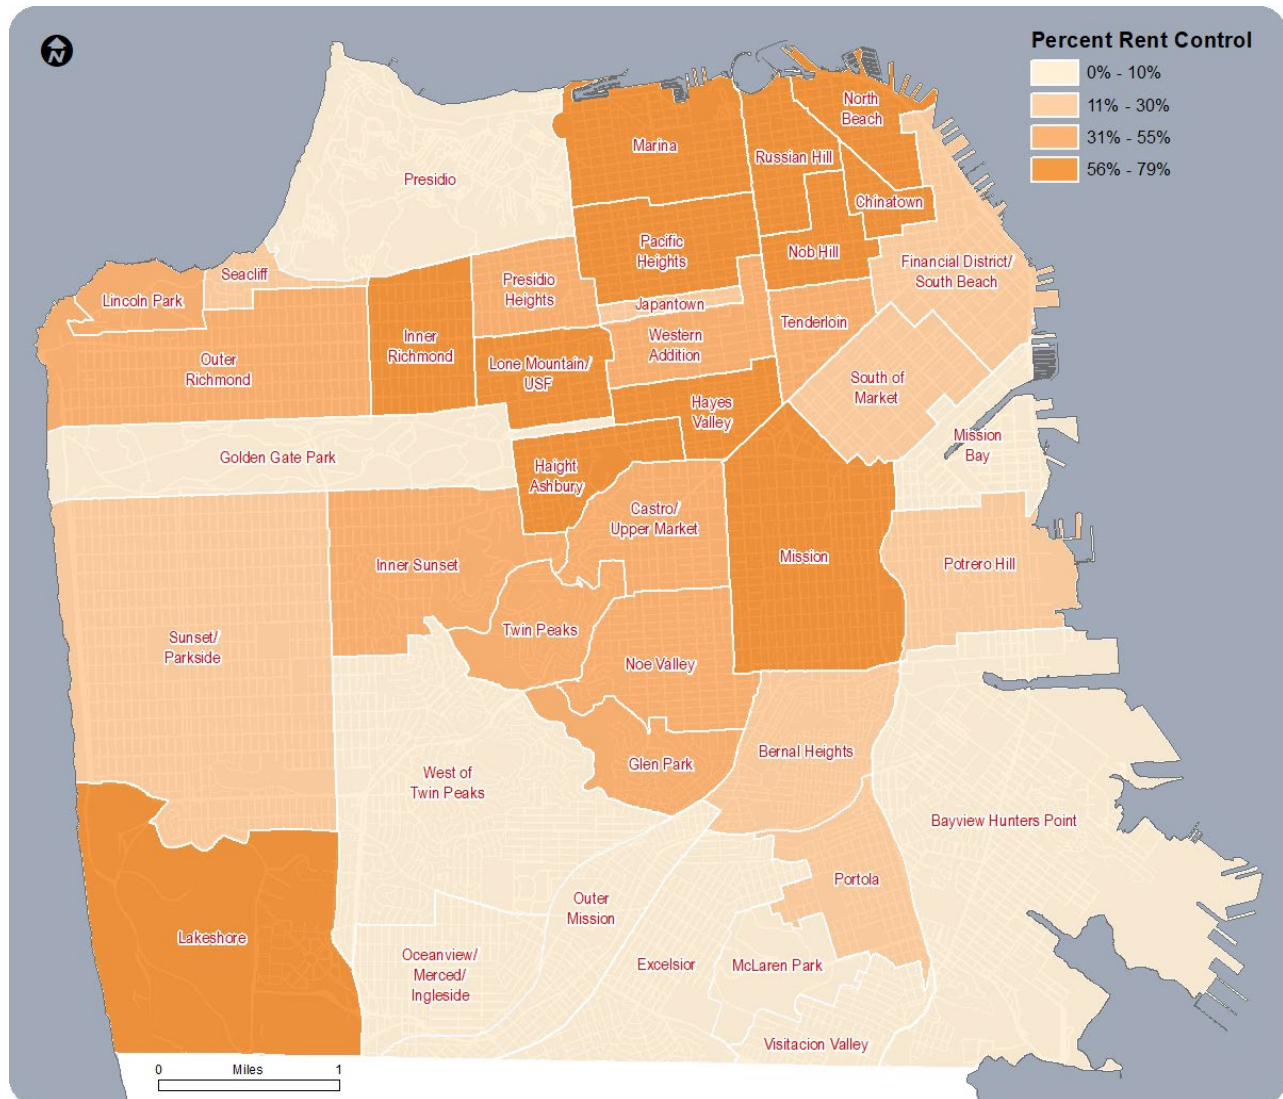 N
Percent Rent Control
0% - 10%
11% - 30%
31% - 55%
56% - 79%
North
Beach
Marina
Russian Hill
Presidio
Chinatown
Pacific
Heights
Nob Hill
Financial District/
South Beach
Seacliff
Lincoln Park
Presidio
Heights
Japantown
Tenderloin
Inner
Richmond
Western
Addition
Outer
Richmond
Lone Mountain/
USF
South of
Market
Hayes
Valley
Mission
Bay
Golden Gate Park
Haight
Ashbury
Castro/
Upper Market
Inner Sunset
Mission
Potrero Hill
Twin Peaks
Sunset/
Parkside
Noe Valley
Bernal Heights
Glen Park
West of
Twin Peaks
Bayview Hunters Point
Portola
Outer
Mission
Lakeshore
Oceanview/
Merced/
Ingleside
Excelsior
McLaren Park
Visitacion Valley
0 Miles 1